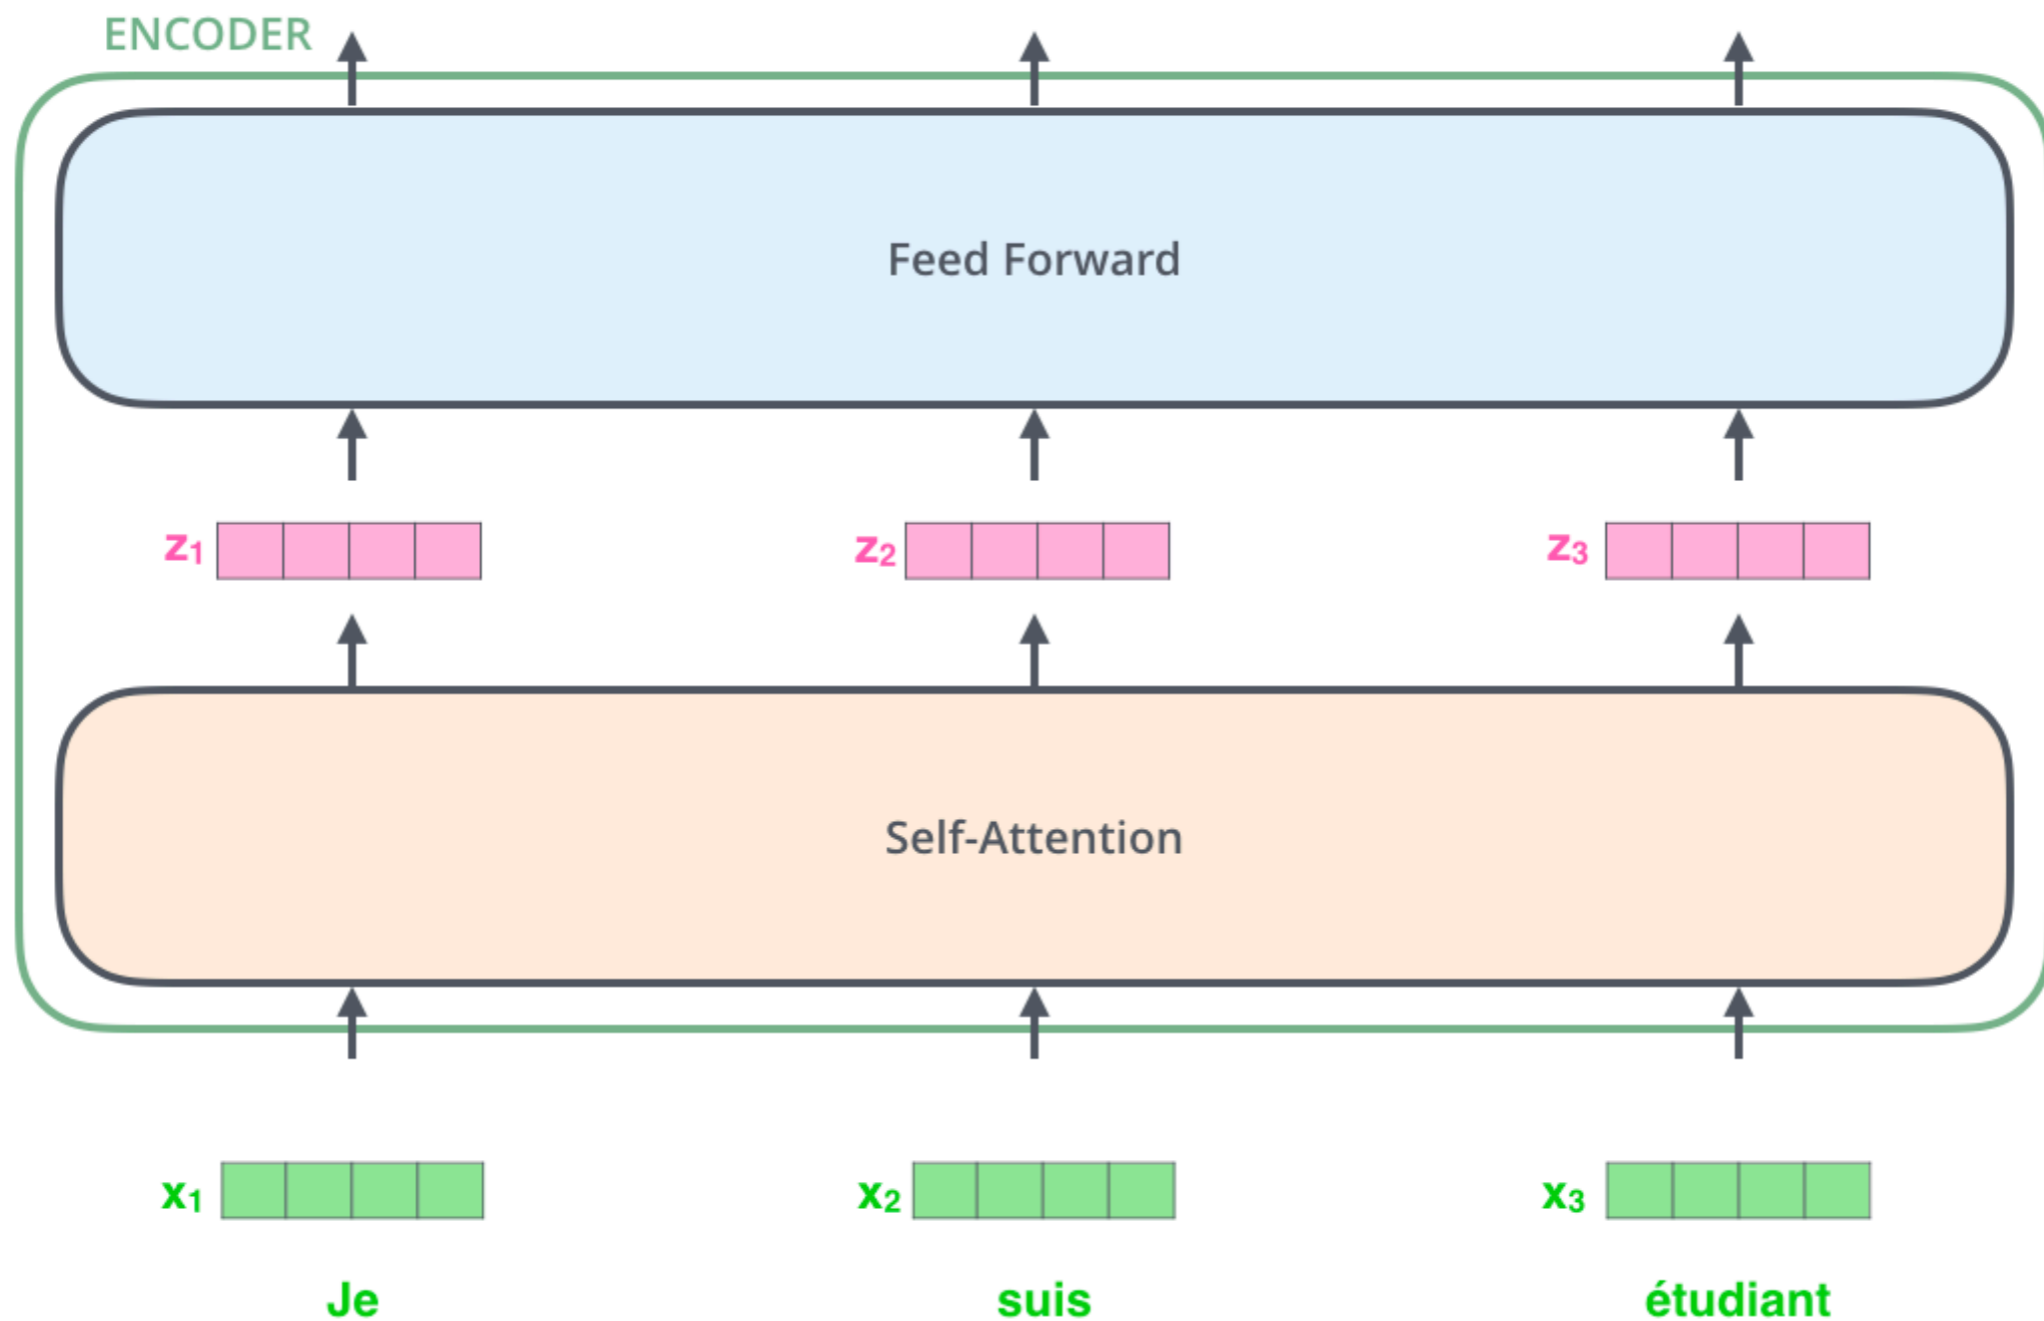 ENCODER
Feed Forward
z₁ z₂ z₃
Self-Attention
x₁ x₂ x₃
Je suis étudiant